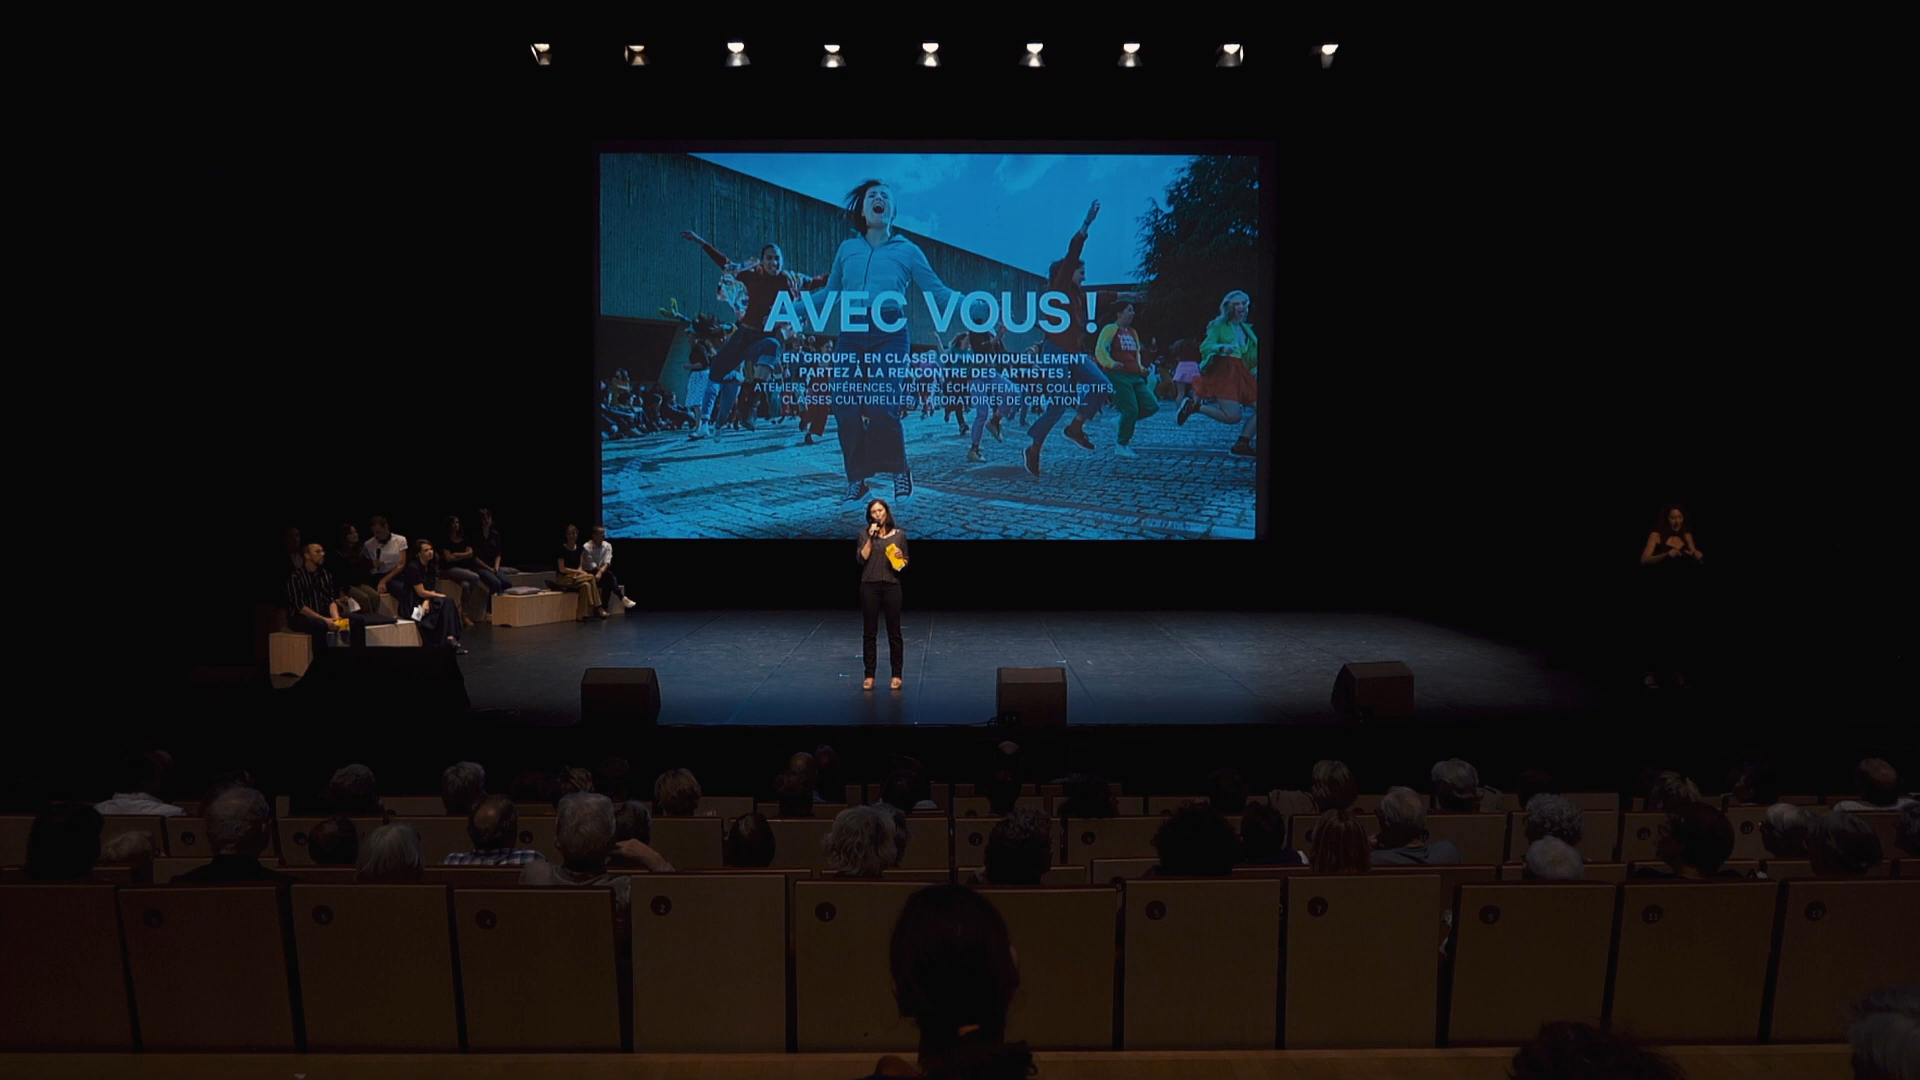 AVEC VOUS !
EN GROUPE, EN CLASSE OU INDIVIDUELLEMENT
PARTEZ À LA RENCONTRE DES ARTISTES :
ATELIERS, CONFÉRENCES, VISITES, ÉCHAUFFEMENTS COLLECTIFS,
CLASSES CULTURELLES, LABORATOIRES DE CRÉATION...